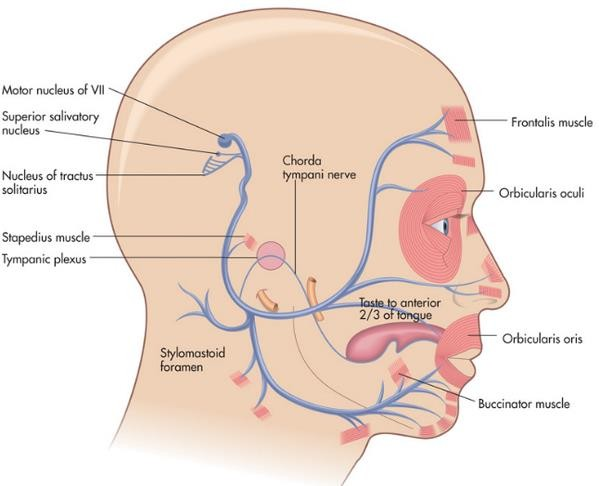 Motor nucleus of VII
Superior salivatory
nucleus
Nucleus of tractus
solitarius
Stapedius muscle
Tympanic plexus
Chorda
tympani nerve
Stylomastoid
foramen
Taste to anterior
2/3 of tongue
Frontalis muscle
Orbicularis oculi
Orbicularis oris
Buccinator muscle